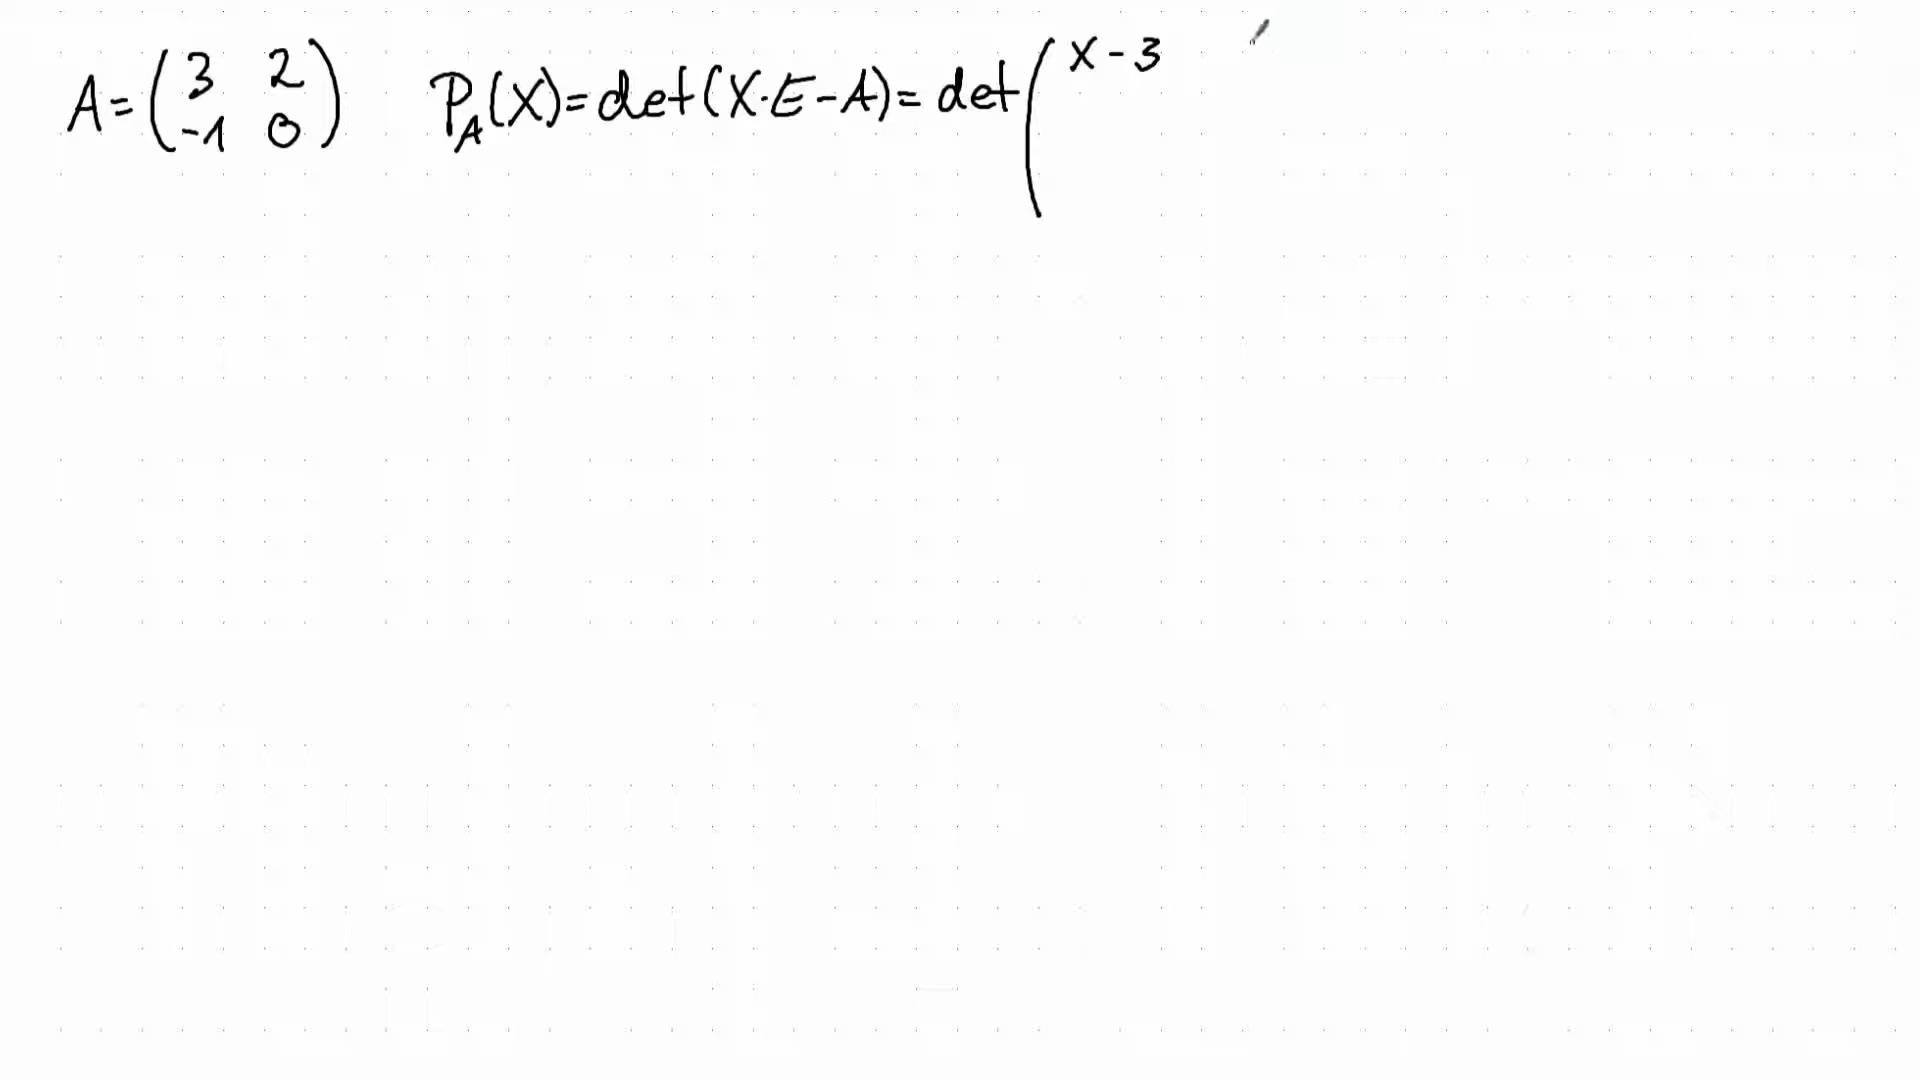 A = ( 3 2 ; -1 0 ) P_A(X) = det(X·E-A) = det ( X-3